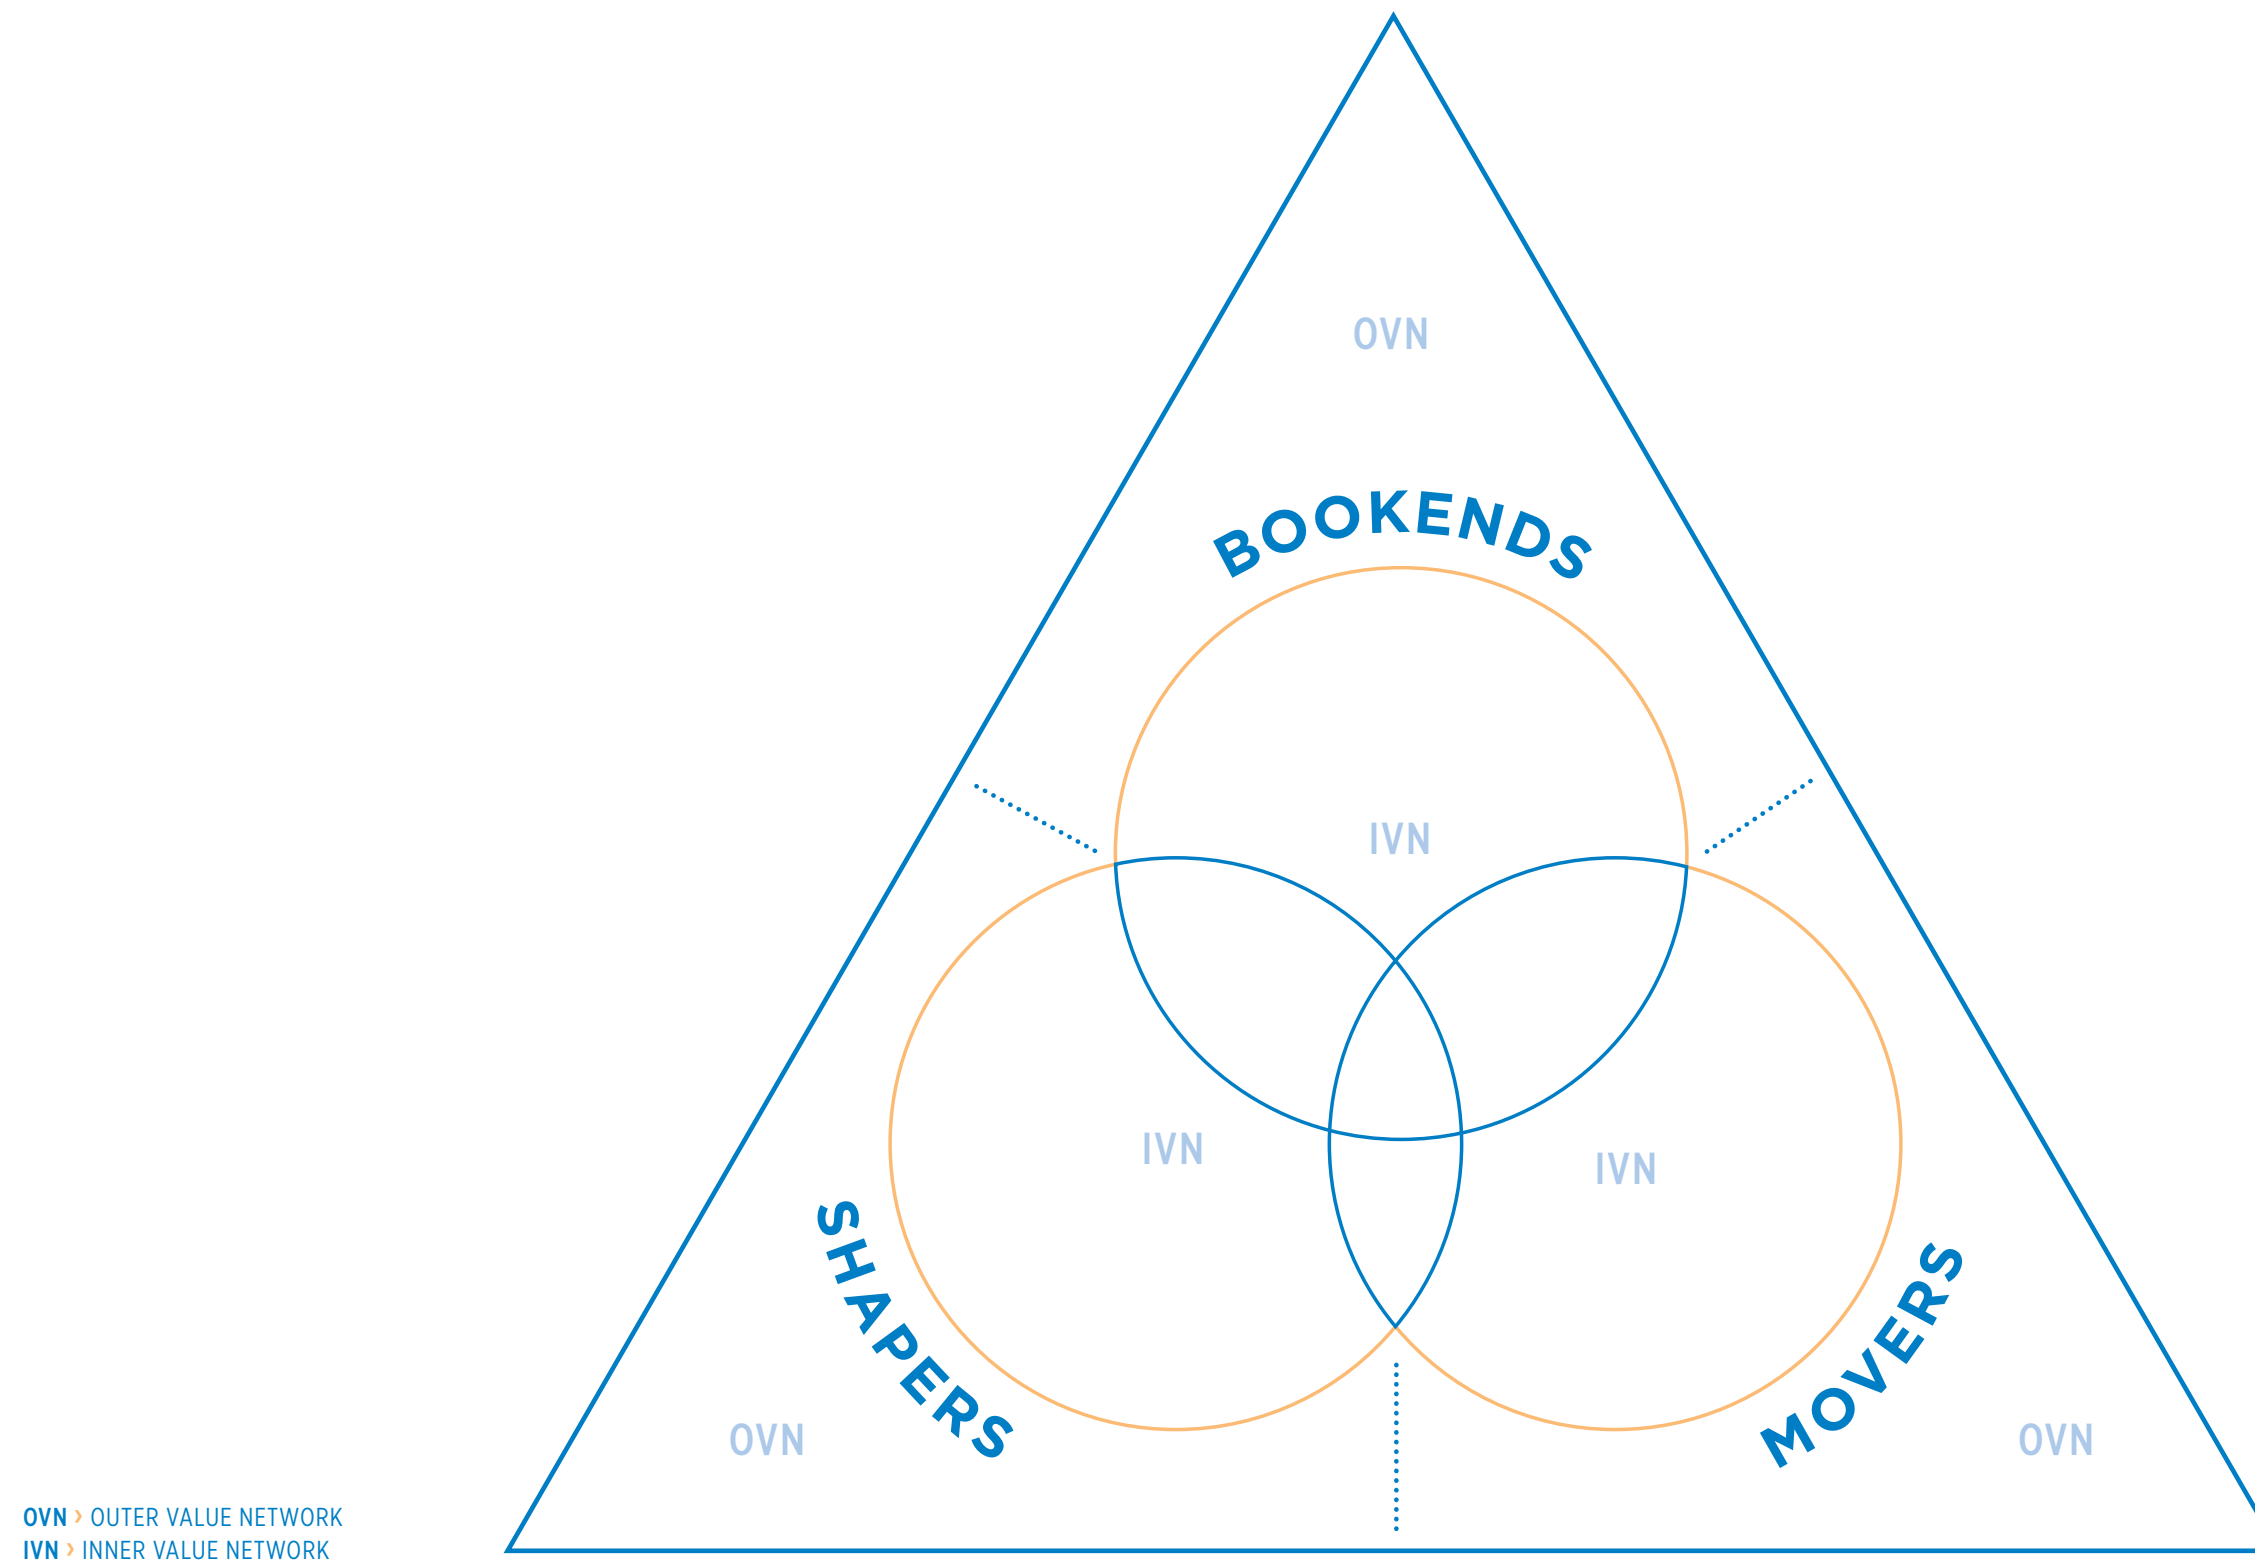 OVN
BOOKENDS
IVN
IVN
IVN
SHAPERS
MOVERS
OVN
OVN
OVN › OUTER VALUE NETWORK
IVN › INNER VALUE NETWORK